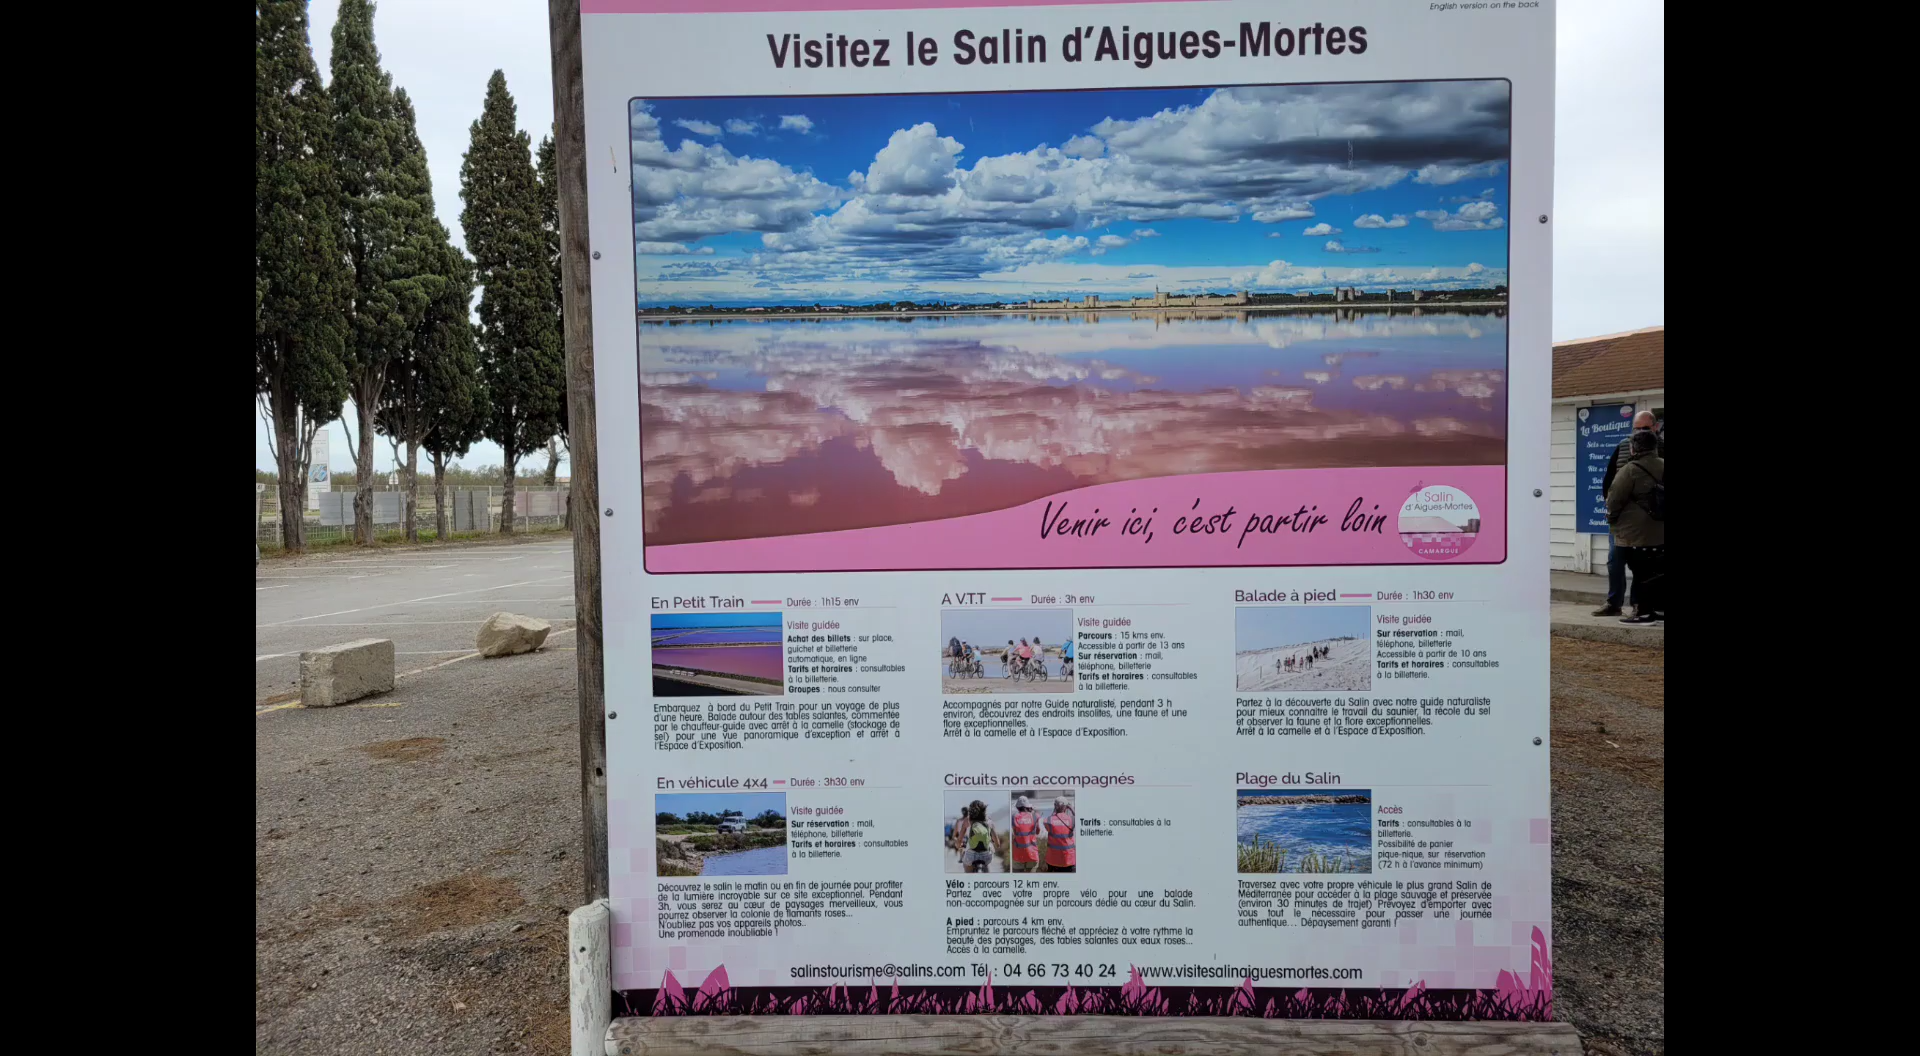 English version on the back
Visitez le Salin d'Aigues-Mortes
Venir ici, c'est partir loin
Salin
d'Aigues-Mortes
CAMARGUE
En Petit Train
Durée : 1h15 env
Visite guidée
Achat des billets : sur place,
guichet et billetterie
automatique, en ligne
Tarifs et horaires : consultables
à la billetterie.
Groupes : nous consulter
Embarquez à bord du Petit Train pour un voyage de plus
d'une heure. Balade autour des tables salantes, commentée
par le chauffeur-guide avec arrêt à la camelle (stockage de
sel) pour une vue panoramique d'exception et arrêt à
l'Espace d'Exposition.
A V.T.T
Durée : 3h env
Visite guidée
Parcours : 15 kms env.
Accessible à partir de 13 ans
Sur réservation : mail,
téléphone, billetterie
Tarifs et horaires : consultables
à la billetterie.
Accompagnés par notre Guide naturaliste, pendant 3 h
environ, découvrez des endroits insolites, une faune et une
flore exceptionnelles.
Arrêt à la camelle et à l'Espace d'Exposition.
Balade à pied
Durée : 1h30 env
Visite guidée
Sur réservation : mail,
téléphone, billetterie
Accessible à partir de 10 ans
Tarifs et horaires : consultables
à la billetterie.
Partez à la découverte du Salin avec notre guide naturaliste
pour mieux connaître le travail du saunier, la récole du sel
et observer la faune et la flore exceptionnelles.
Arrêt à la camelle et à l'Espace d'Exposition.
En véhicule 4x4
Durée : 3h30 env
Visite guidée
Sur réservation : mail,
téléphone, billetterie
Tarifs et horaires : consultables
à la billetterie.
Découvrez le salin le matin ou en fin de journée pour profiter
de la lumière incroyable sur ce site exceptionnel. Pendant
3h, vous serez au cœur de paysages merveilleux, vous
pourrez observer la colonie de flamants roses...
N'oubliez pas vos appareils photos..
Une promenade inoubliable !
Circuits non accompagnés
Tarifs : consultables à la
billetterie.
Vélo : parcours 12 km env.
Partez avec votre propre vélo pour une balade
non-accompagnée sur un parcours dédié au cœur du Salin.
A pied : parcours 4 km env.
Empruntez le parcours fléché et appréciez à votre rythme la
beauté des paysages, des tables salantes aux eaux roses...
Accès à la camelle.
Plage du Salin
Accès
Tarifs : consultables à la
billetterie.
Possibilité de panier
pique-nique, sur réservation
(72 h à l'avance minimum)
Traversez avec votre propre véhicule le plus grand Salin de
Méditerranée pour accéder à la plage sauvage et préservée
(environ 30 minutes de trajet) Prévoyez d'emporter avec
vous tout le nécessaire pour passer une journée
authentique... Dépaysement garanti !
salinstourisme@salins.com Tél : 04 66 73 40 24 - www.visitesalinaiguesmortes.com
La Boutique